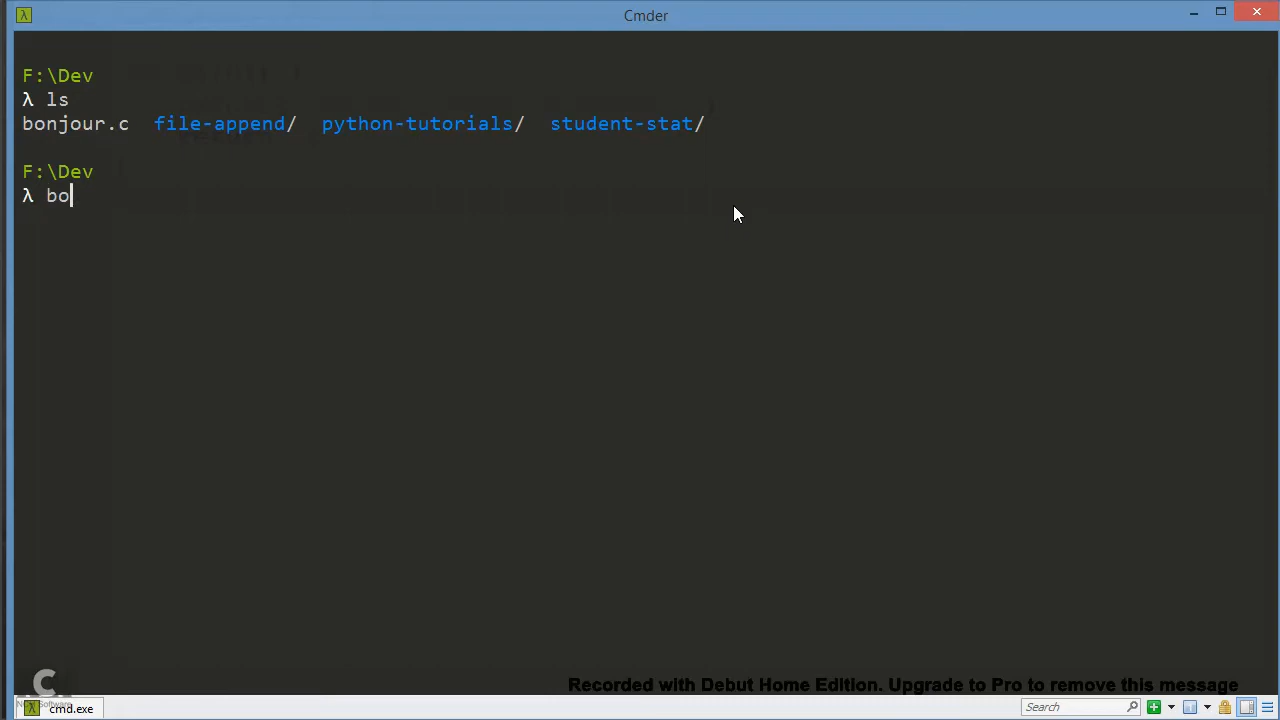 Cmder
F:\Dev
λ ls
bonjour.c file-append/ python-tutorials/ student-stat/
F:\Dev
λ bo
Recorded with Debut Home Edition. Upgrade to Pro to remove this message
cmd.exe
Search